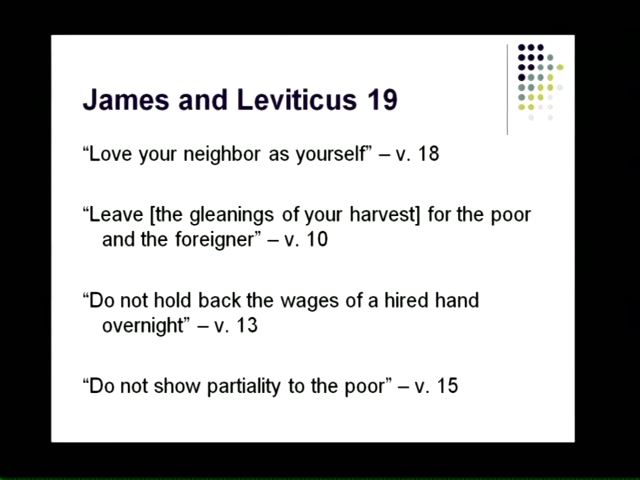 James and Leviticus 19
“Love your neighbor as yourself” – v. 18
“Leave [the gleanings of your harvest] for the poor
and the foreigner” – v. 10
“Do not hold back the wages of a hired hand
overnight” – v. 13
“Do not show partiality to the poor” – v. 15